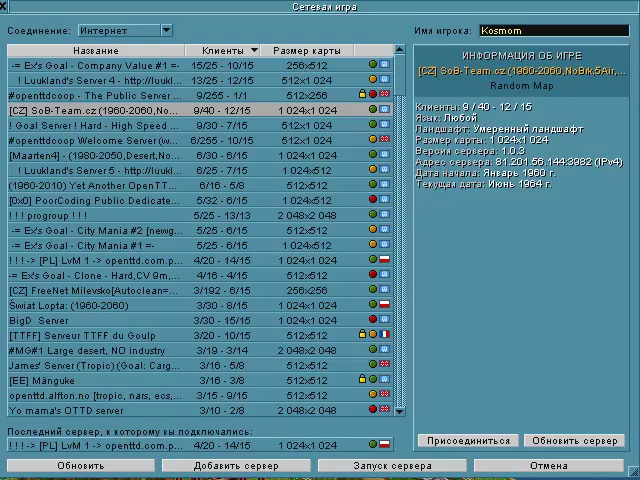 Сетевая игра
Соединение: Интернет
Имя игрока: Kosmom
Название Клиенты Размер карты
-= Ex's Goal - Company Value #1 =- 15/25 - 10/15 256x512
! Luukland's Server 4 - http://luukl... 13/25 - 7/15 512x1 024
#openttdcoop - The Public Server ... 9/255 - 1/1 512x512
[CZ] SoB-Team.cz (1960-2060,No... 9/40 - 12/15 1 024x1 024
! Goal Server ! Hard - High Speed ... 9/30 - 7/15 512x1 024
#openttdcoop Welcome Server (w... 6/255 - 10/15 512x512
[Maarten4] - (1980-2050,Desert,No... 6/30 - 6/15 1 024x1 024
! Luukland's Server 5 - http://luukl... 6/25 - 7/15 1 024x512
(1960-2010) Yet Another OpenTT... 6/16 - 5/8 512x512
[0x0] PoorCoding Public Dedicate... 5/32 - 6/15 512x512
! ! ! progroup ! ! ! 5/25 - 13/13 2 048x2 048
-= Ex's Goal - City Mania #2 [newg... 5/25 - 6/15 512x512
-= Ex's Goal - City Mania #1 =- 5/25 - 6/15 1 024x512
! ! ! -> [PL] LvM 1 -> openttd.com.p... 4/20 - 14/15 1 024x1 024
-= Ex's Goal - Clone - Hard,CV 9m,... 4/16 - 4/15 512x512
[CZ] FreeNet Milevsko[Autoclean=... 3/192 - 6/15 256x256
Świat Lopta: (1960-2060) 3/30 - 8/15 1 024x1 024
BigD Server 3/30 - 15/15 1 024x1 024
[TTFF] Serveur TTFF du Goulp 3/20 - 10/15 512x512
#MG#1 Large desert, NO industry 3/19 - 3/14 2 048x2 048
James' Server (Tropic) (Goal: Carg... 3/16 - 5/8 512x512
[EE] Mänguke 3/16 - 3/8 512x512
openttd.alfton.no [tropic, nars, ecs,... 3/15 - 15/15 512x512
Yo mama's OTTD server 3/10 - 2/8 2 048x2 048
Последний сервер, к которому вы подключались:
! ! ! -> [PL] LvM 1 -> openttd.com.p... 4/20 - 14/15 1 024x1 024
ИНФОРМАЦИЯ ОБ ИГРЕ
[CZ] SoB-Team.cz (1960-2060,NoBrk,5Air,...
Random Map
Клиенты: 9 / 40 - 12 / 15
Язык: Любой
Ландшафт: Умеренный ландшафт
Размер карты: 1 024x1 024
Версия сервера: 1.0.3
Адрес сервера: 81.201.56.144:3982 (IPv4)
Дата начала: Январь 1960 г.
Текущая дата: Июнь 1964 г.
Присоединиться Обновить сервер
Обновить Добавить сервер Запуск сервера Отмена